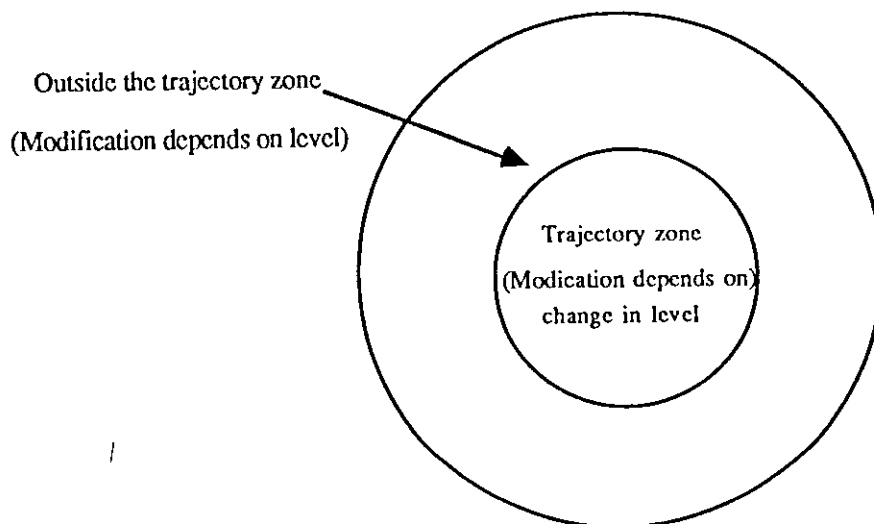 Outside the trajectory zone
(Modification depends on level)
Trajectory zone
(Modication depends on)
change in level